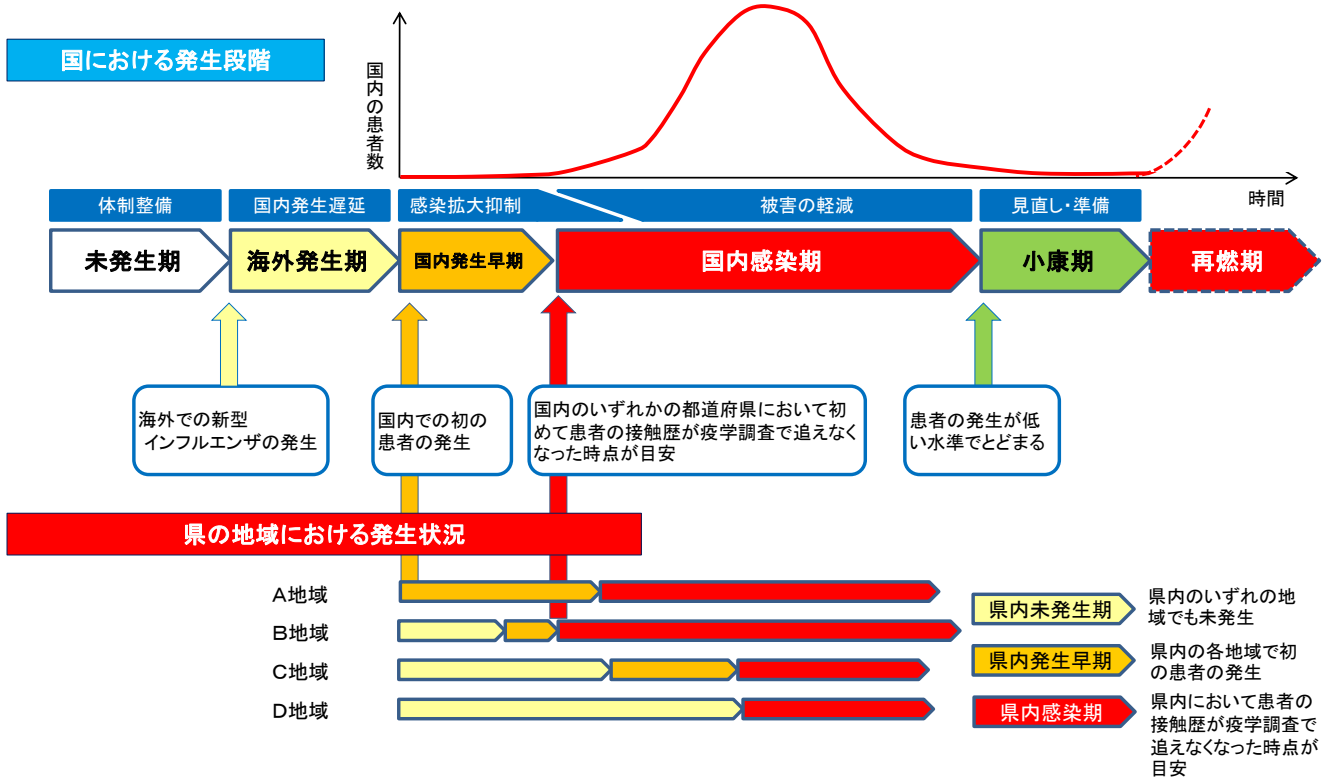 国における発生段階
国内の患者数
時間
体制整備
国内発生遅延
感染拡大抑制
被害の軽減
見直し・準備
未発生期
海外発生期
国内発生早期
国内感染期
小康期
再燃期
海外での新型
インフルエンザの発生
国内での初の
患者の発生
国内のいずれかの都道府県において初
めて患者の接触歴が疫学調査で追えなく
なった時点が目安
患者の発生が低
い水準でとどまる
県の地域における発生状況
A地域
B地域
C地域
D地域
県内未発生期
県内のいずれの地
域でも未発生
県内発生早期
県内の各地域で初
の患者の発生
県内感染期
県内において患者の
接触歴が疫学調査で
追えなくなった時点が
目安